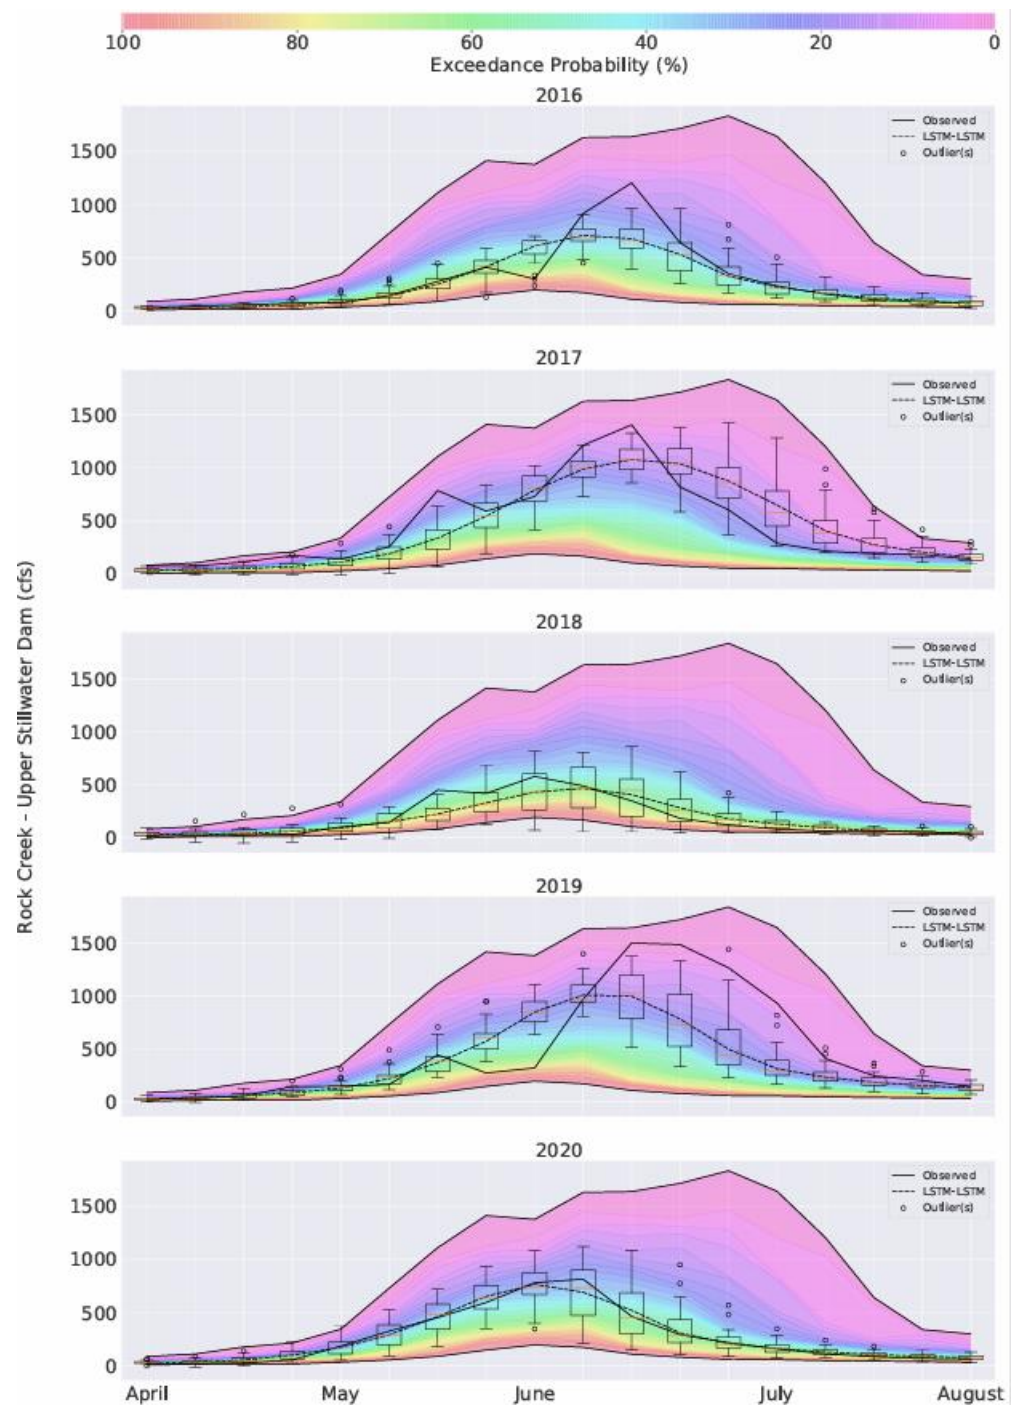 100 80 60 40 20 0
Exceedance Probability (%)
2016
Observed
LSTM-LSTM
Outlier(s)
1500
1000
500
0
2017
Observed
LSTM-LSTM
Outlier(s)
1500
1000
500
0
2018
Observed
LSTM-LSTM
Outlier(s)
1500
1000
500
0
Rock Creek - Upper Stillwater Dam (cfs)
2019
Observed
LSTM-LSTM
Outlier(s)
1500
1000
500
0
2020
Observed
LSTM-LSTM
Outlier(s)
1500
1000
500
0
April May June July August